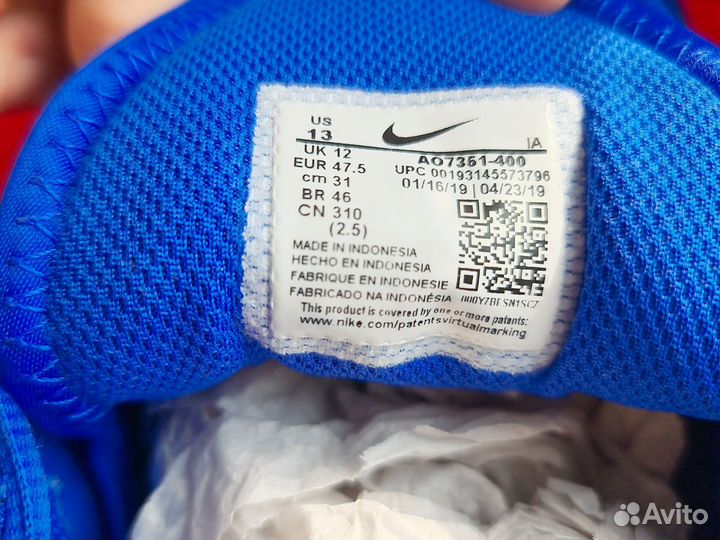 US
13
UK 12
EUR 47.5
cm 31
BR 46
CN 310
(2.5)
IA
AO7351-400
UPC 00193145573796
01/16/19 | 04/23/19
MADE IN INDONESIA
HECHO EN INDONESIA
FABRIQUE EN INDONESIE
FABRICADO NA INDONÉSIA
This product is covered by one or more patents:
www.nike.com/patentsvirtualmarking
Avito